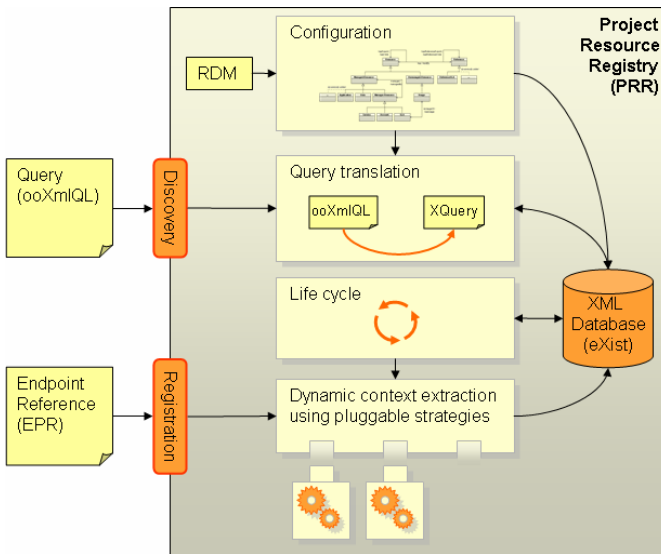 Configuration
Project
Resource
Registry
(PRR)
RDM
Query
(ooXmlQL)
Discovery
Query translation
ooXmlQL
XQuery
Life cycle
XML
Database
(eXist)
Endpoint
Reference
(EPR)
Registration
Dynamic context extraction
using pluggable strategies